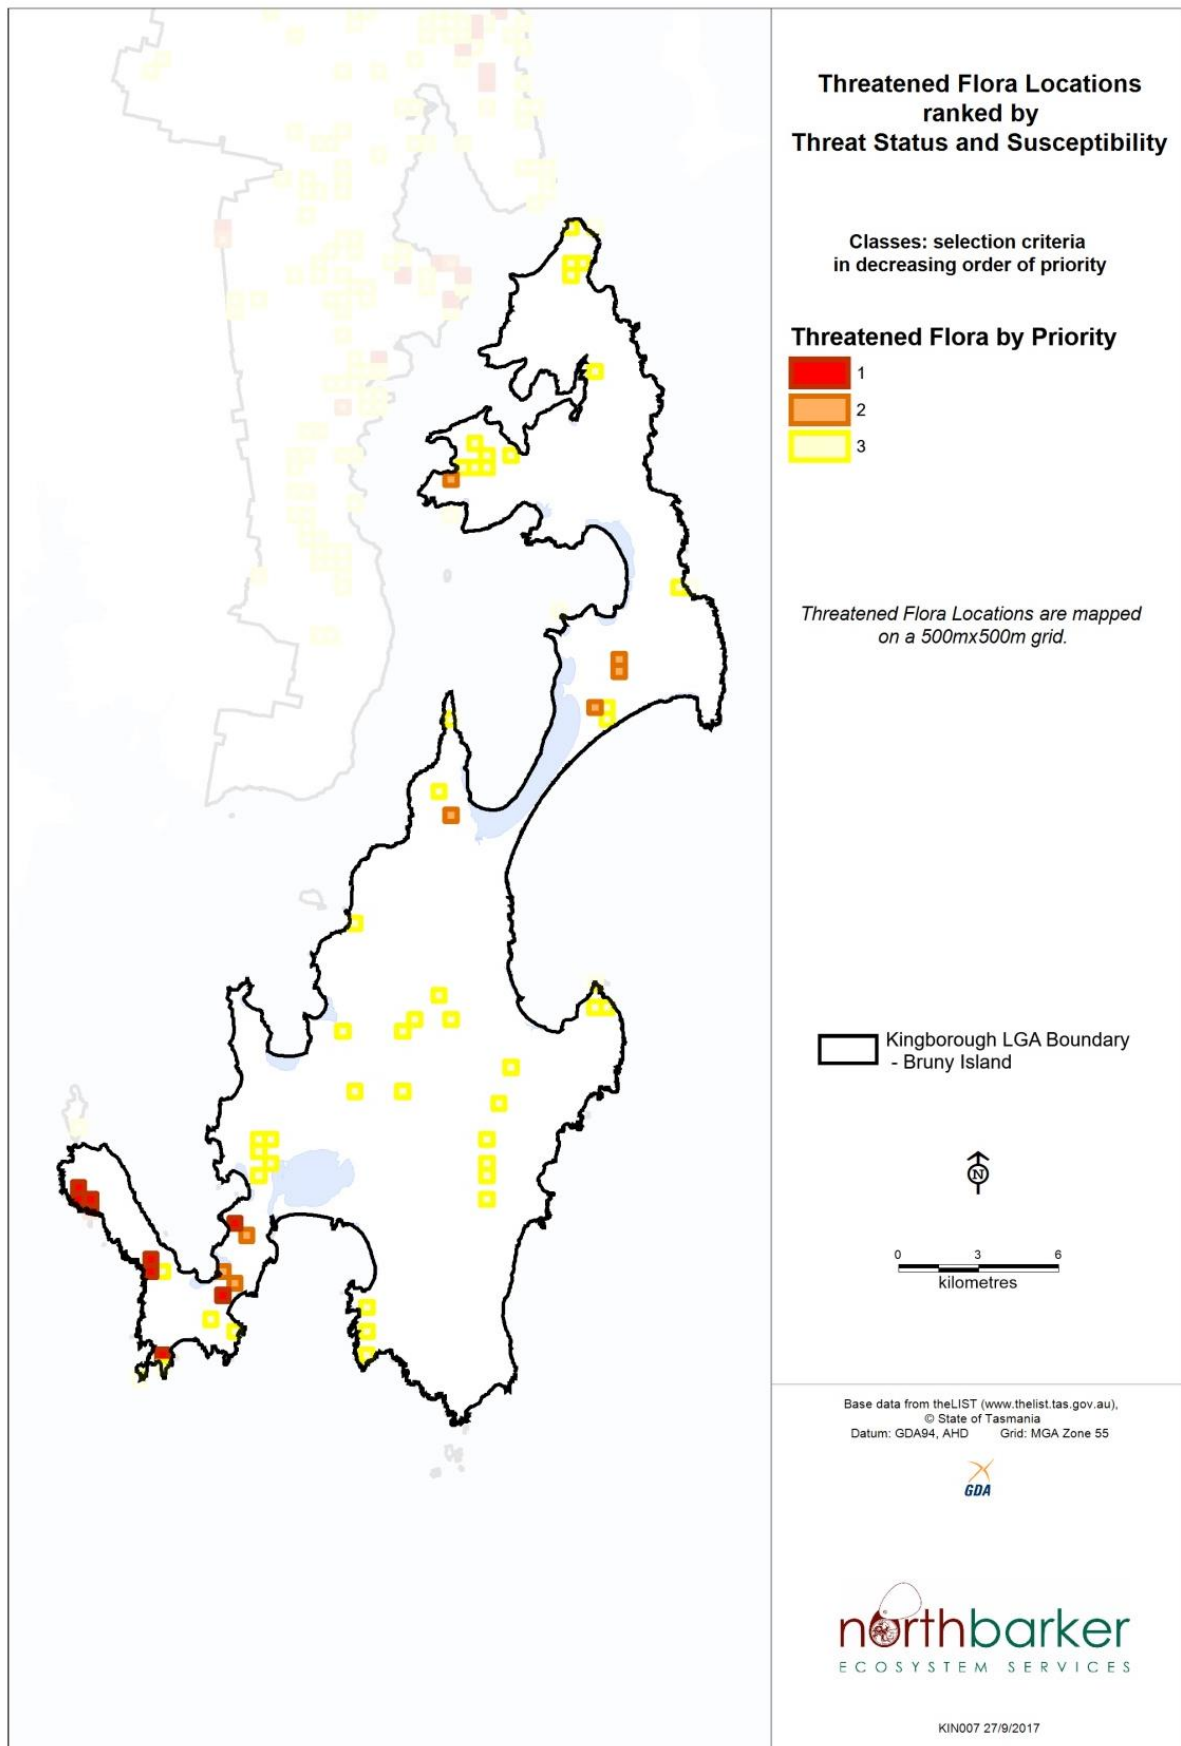 Threatened Flora Locations
ranked by
Threat Status and Susceptibility
Classes: selection criteria
in decreasing order of priority
Threatened Flora by Priority
1
2
3
Threatened Flora Locations are mapped
on a 500mx500m grid.
Kingborough LGA Boundary
- Bruny Island
N
0 3 6
kilometres
Base data from theLIST (www.thelist.tas.gov.au),
© State of Tasmania
Datum: GDA94, AHD Grid: MGA Zone 55
GDA
northbarker
ECOSYSTEM SERVICES
KIN007 27/9/2017